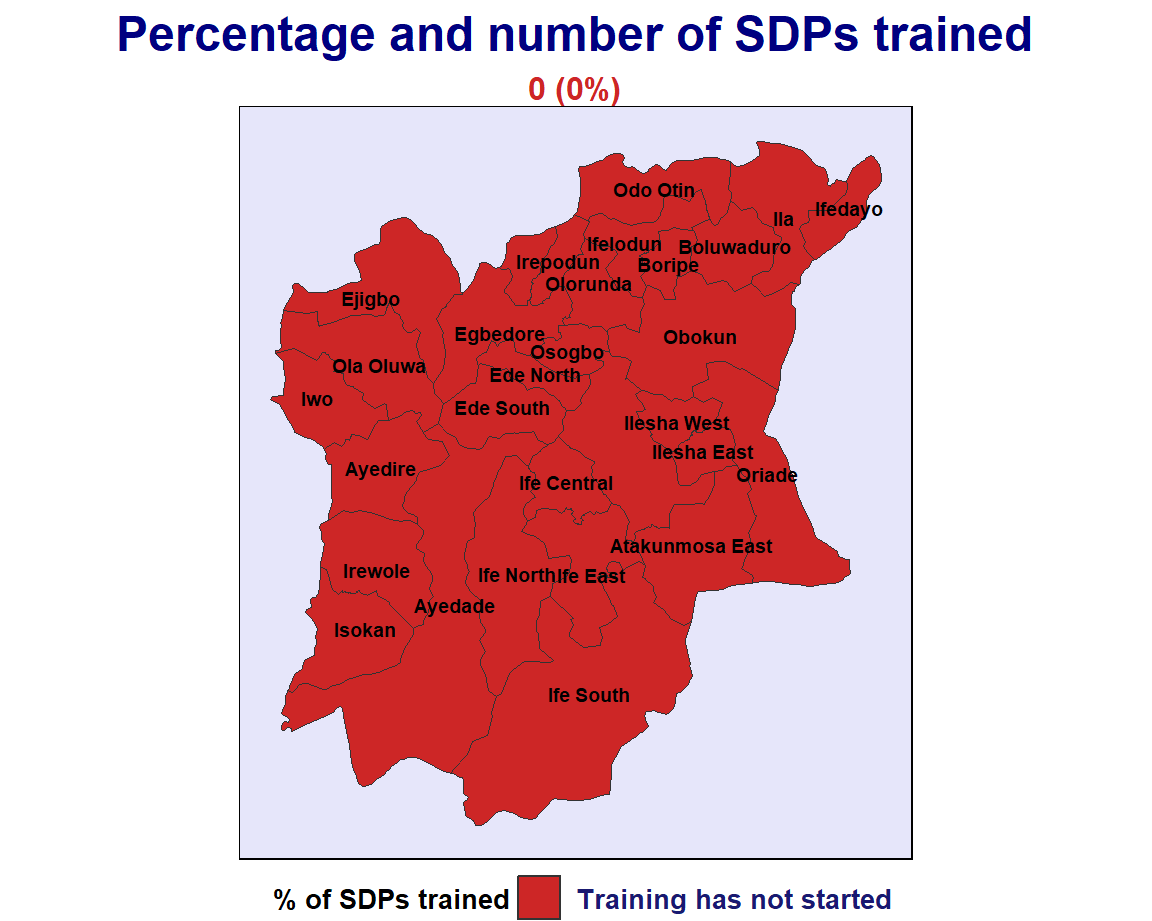 Percentage and number of SDPs trained
0 (0%)
Odo Otin
Ifedayo
Ila
Ifelodun
Boluwaduro
Irepodun
Boripe
Olorunda
Ejigbo
Egbedore
Obokun
Osogbo
Ola Oluwa
Ede North
Iwo
Ede South
Ilesha West
Ilesha East
Ayedire
Oriade
Ife Central
Atakunmosa East
Irewole
Ife North
Ife East
Ayedade
Isokan
Ife South
% of SDPs trained
Training has not started